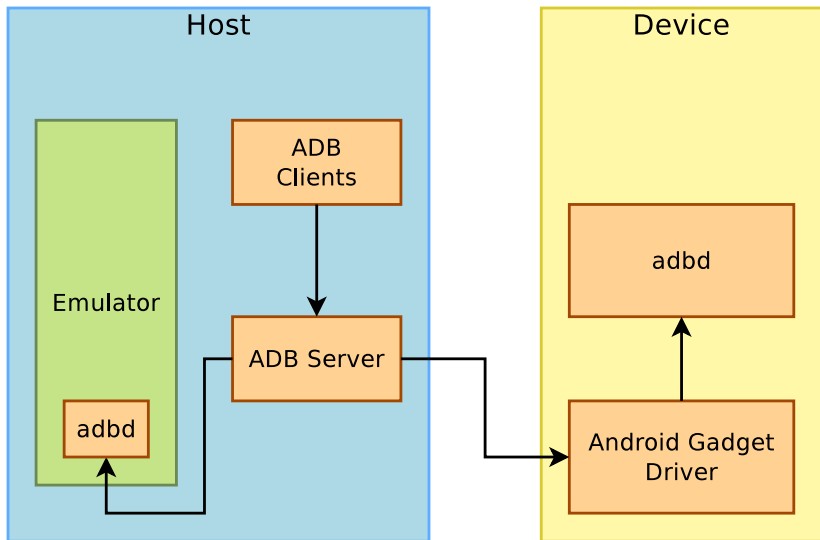 Host
Device
ADB
Clients
adbd
Emulator
ADB Server
adbd
Android Gadget
Driver